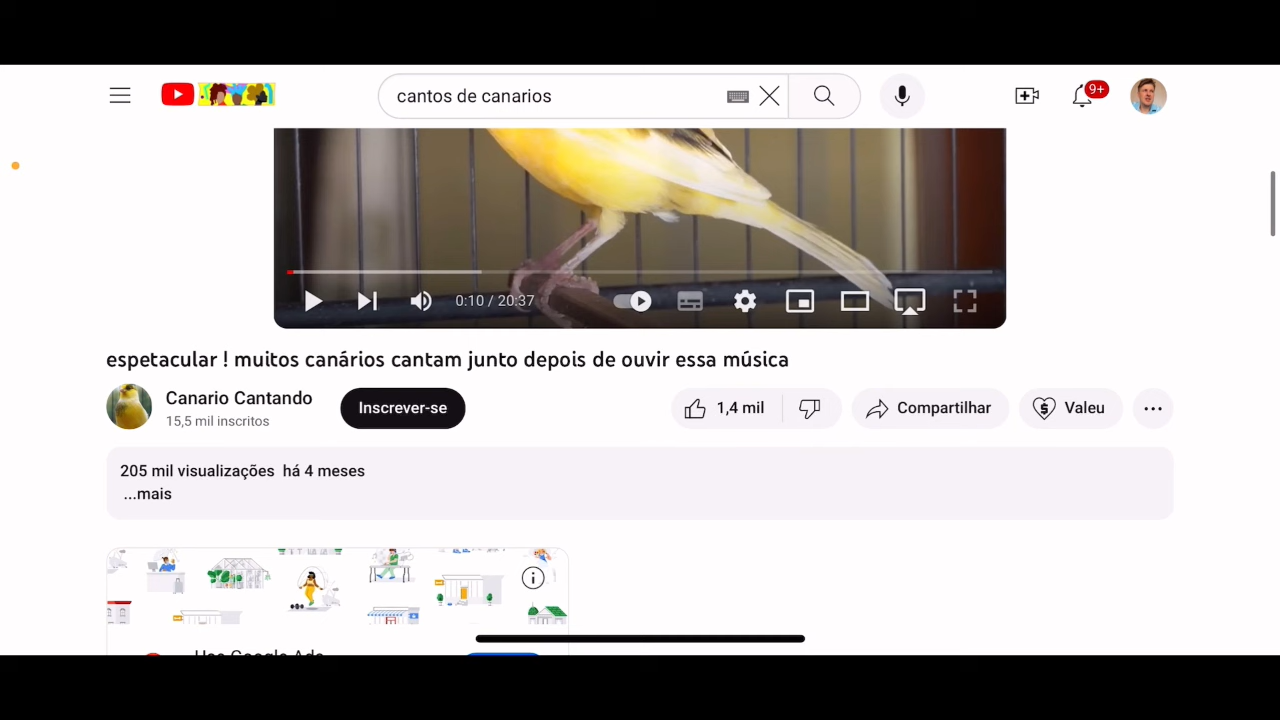 cantos de canarios
9+
0:10 / 20:37
espetacular ! muitos canários cantam junto depois de ouvir essa música
Canario Cantando
15,5 mil inscritos
Inscrever-se
1,4 mil
Compartilhar
Valeu
205 mil visualizações há 4 meses
...mais